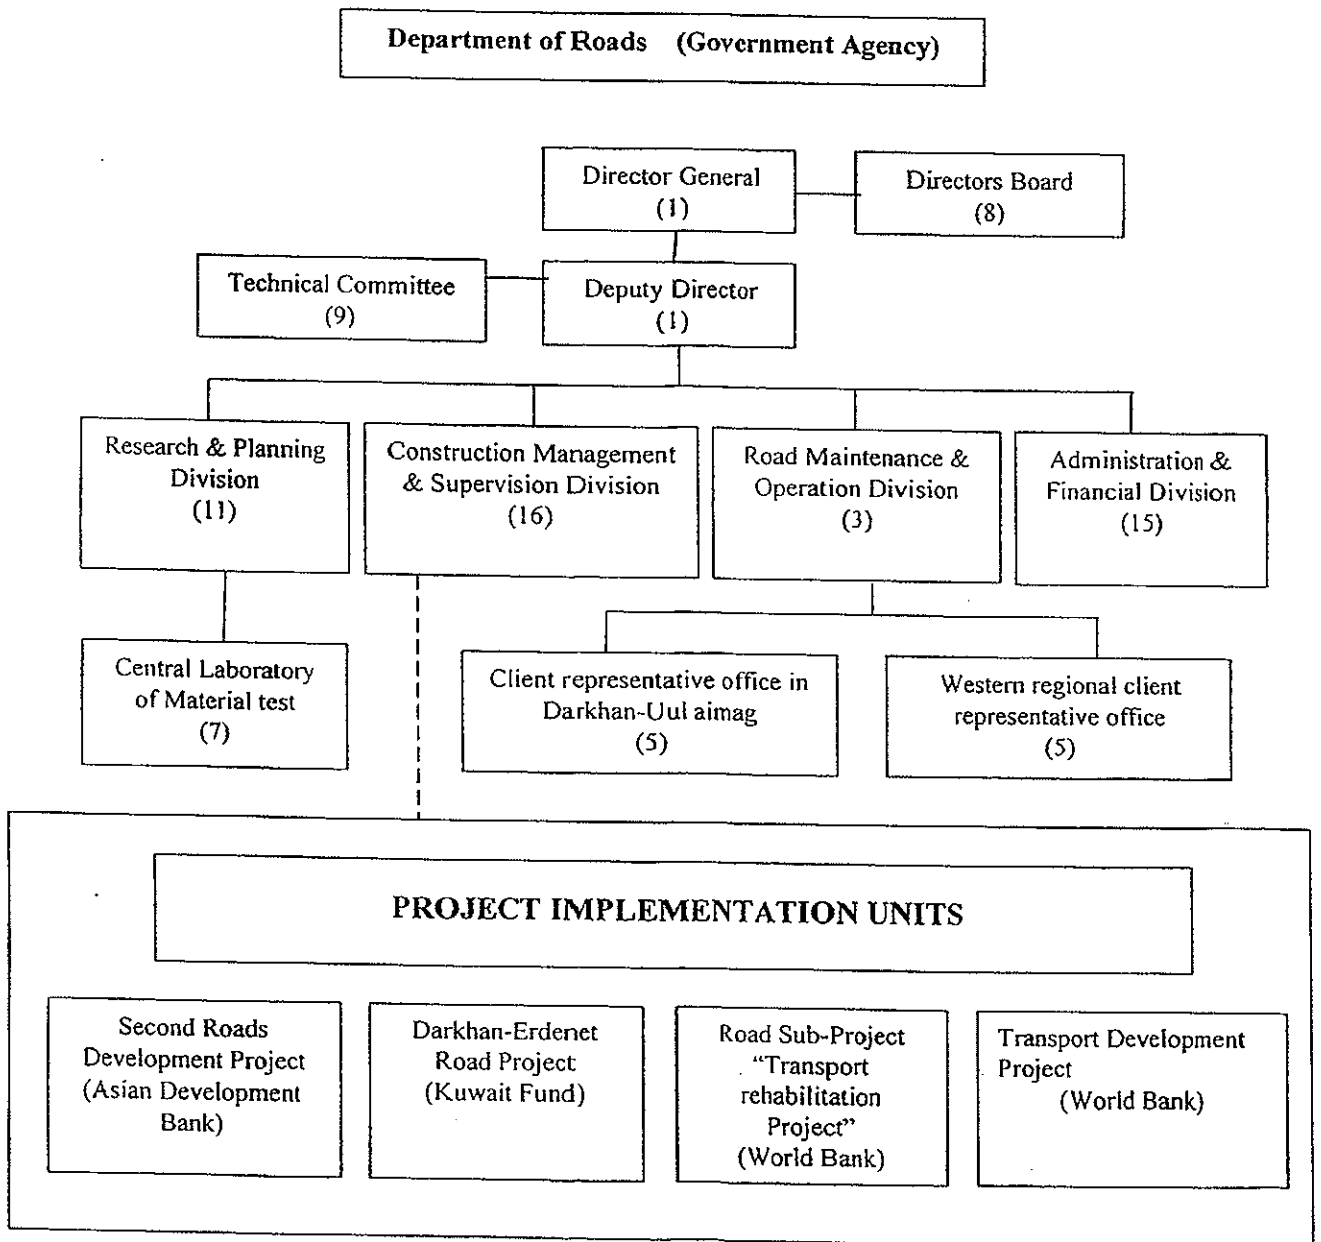 Department of Roads (Government Agency)
Director General
(1)
Directors Board
(8)
Technical Committee
(9)
Deputy Director
(1)
Research & Planning
Division
(11)
Construction Management
& Supervision Division
(16)
Road Maintenance &
Operation Division
(3)
Administration &
Financial Division
(15)
Central Laboratory
of Material test
(7)
Client representative office in
Darkhan-Uul aimag
(5)
Western regional client
representative office
(5)
PROJECT IMPLEMENTATION UNITS
Second Roads
Development Project
(Asian Development
Bank)
Darkhan-Erdenet
Road Project
(Kuwait Fund)
Road Sub-Project
“Transport
rehabilitation
Project”
(World Bank)
Transport Development
Project
(World Bank)